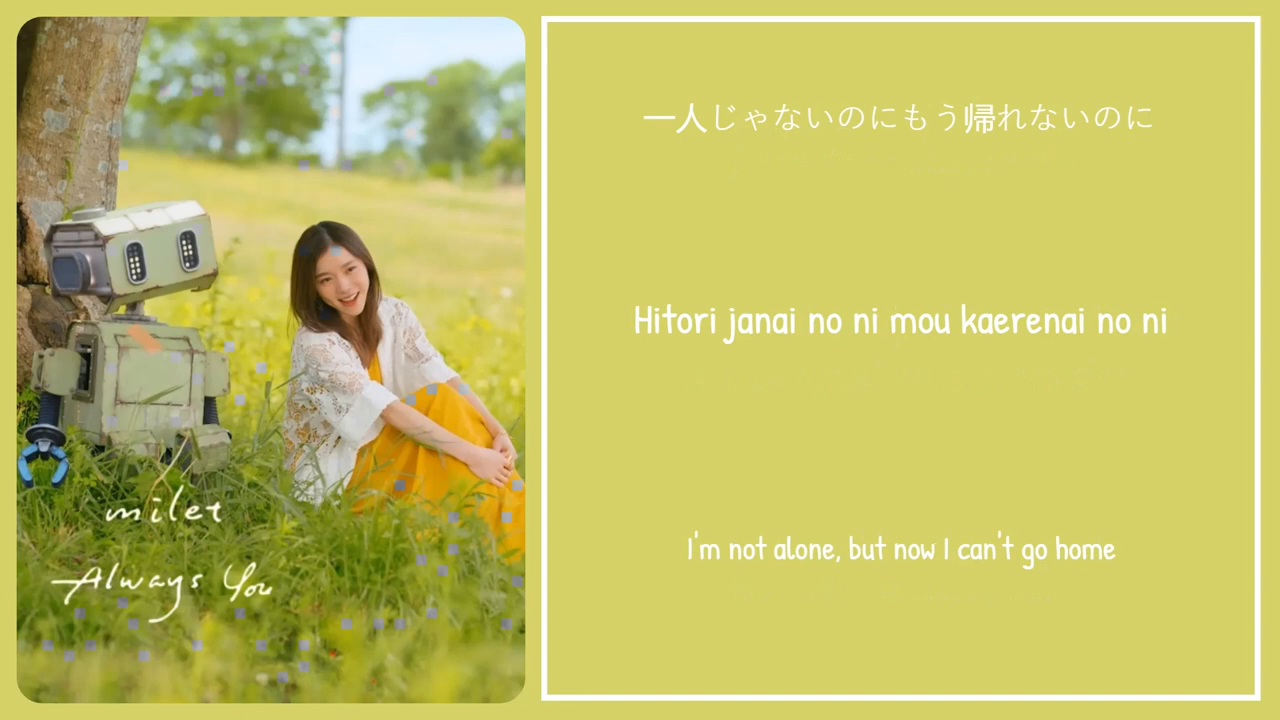 milet
Always You
一人じゃないのにもう帰れないのに
Hitori janai no ni mou kaerenai no ni
I'm not alone, but now I can't go home